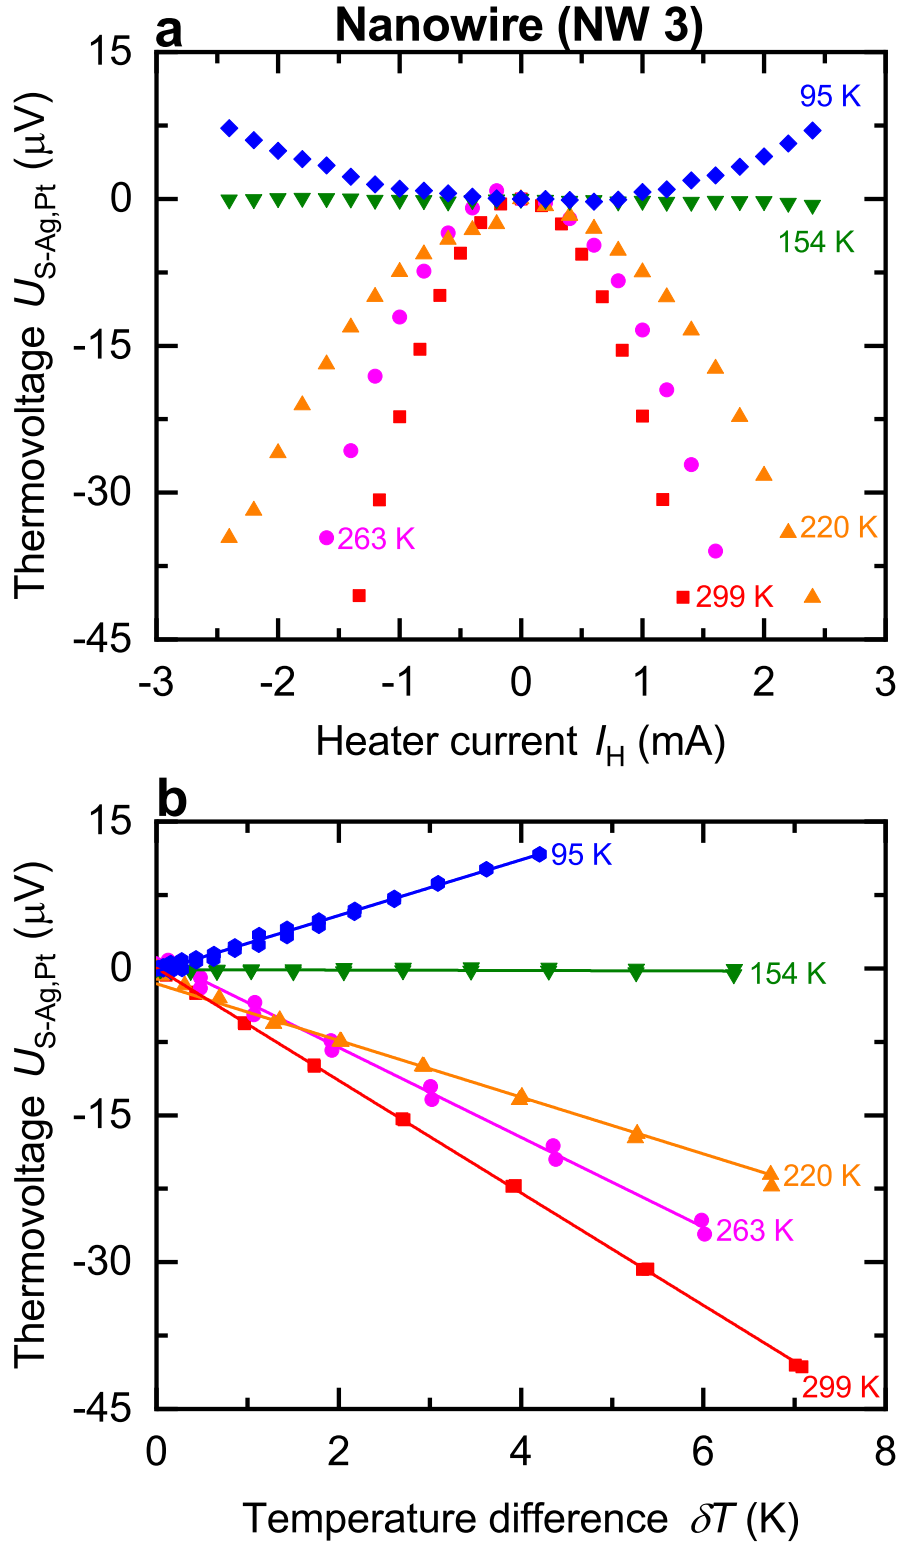 a Nanowire (NW 3)
15
0
-15
-30
-45
Thermovoltage U_S-Ag,Pt (μV)
95 K
154 K
220 K
263 K
299 K
-3 -2 -1 0 1 2 3
Heater current I_H (mA)
b
15
0
-15
-30
-45
Thermovoltage U_S-Ag,Pt (μV)
95 K
154 K
220 K
263 K
299 K
0 2 4 6 8
Temperature difference δT (K)